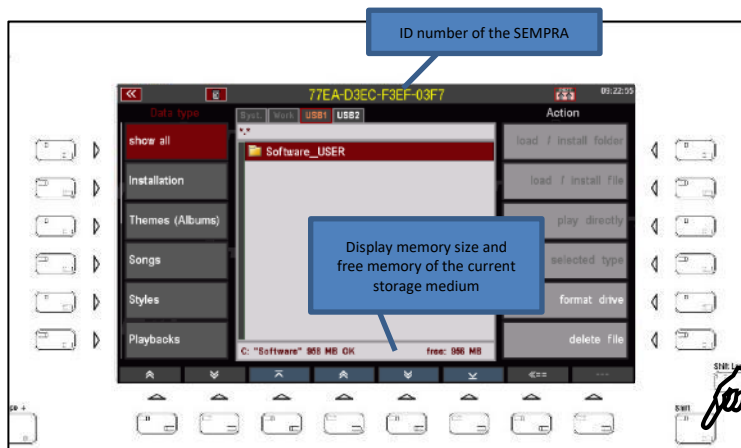 ID number of the SEMPRA
77EA-D3EC-F3EF-03F7
09:22:55
Data type
Syst. Work USB1 USB2
Action
show all
*.*
load / install folder
Software_USER
Installation
load / install file
Themes (Albums)
play directly
Display memory size and
free memory of the current
storage medium
Songs
selected type
Styles
format drive
Playbacks
delete file
C: "Software" 958 MB OK
free: 956 MB
<==
---
Shift